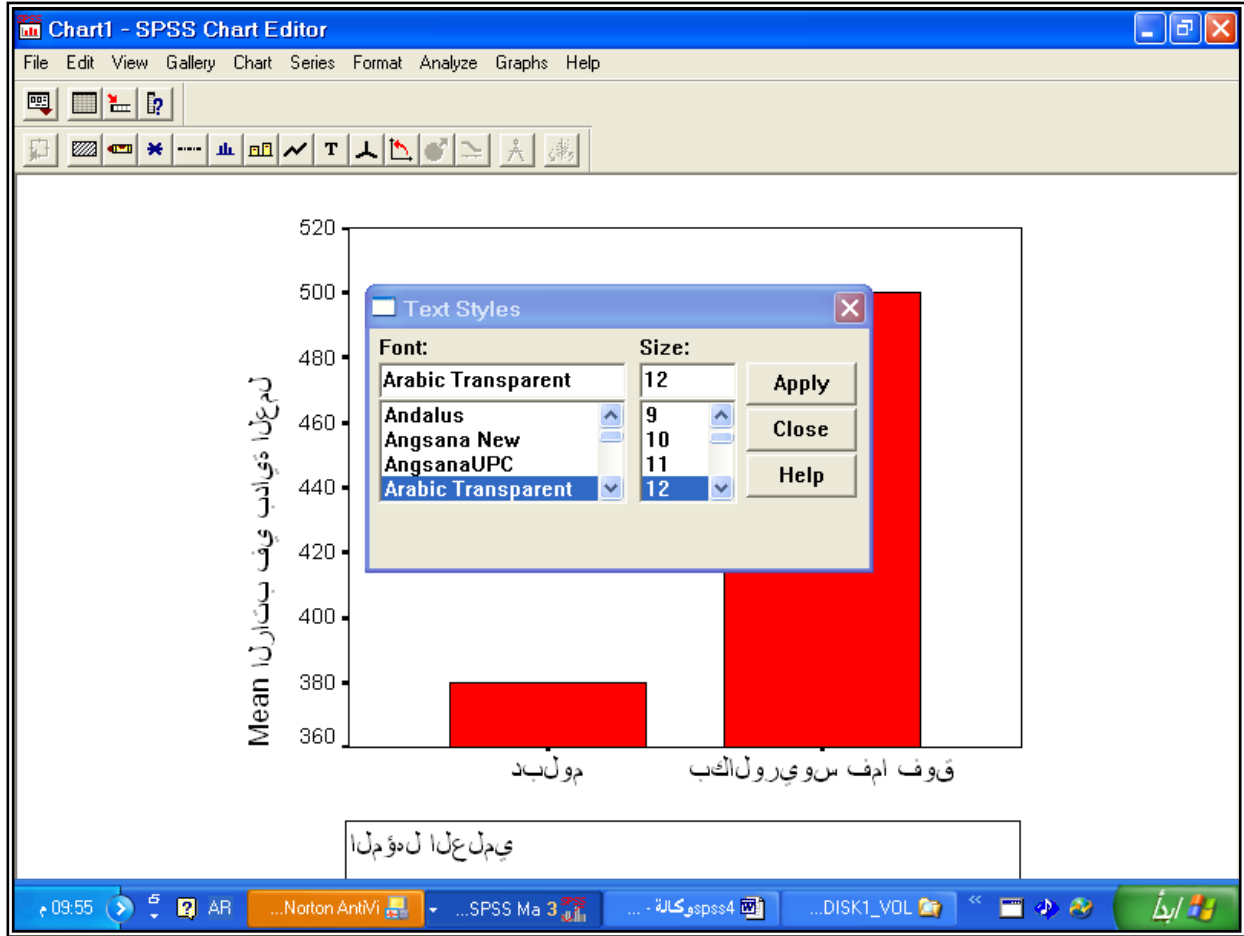 Chart1 - SPSS Chart Editor
File Edit View Gallery Chart Series Format Analyze Graphs Help
520
500
480
460
440
420
400
380
360
Mean لمعلا ةيادب يف بتارلا
Text Styles
Font:
Size:
Arabic Transparent
12
Apply
Andalus
9
Angsana New
10
Close
AngsanaUPC
11
Arabic Transparent
12
Help
مولبد
قوف امف سويرولاكب
يملعلا لهؤملا
ابدأ
DISK1_VOL...
spss4وكالة - ...
3 SPSS Ma...
Norton AntiVi...
AR
09:55 م